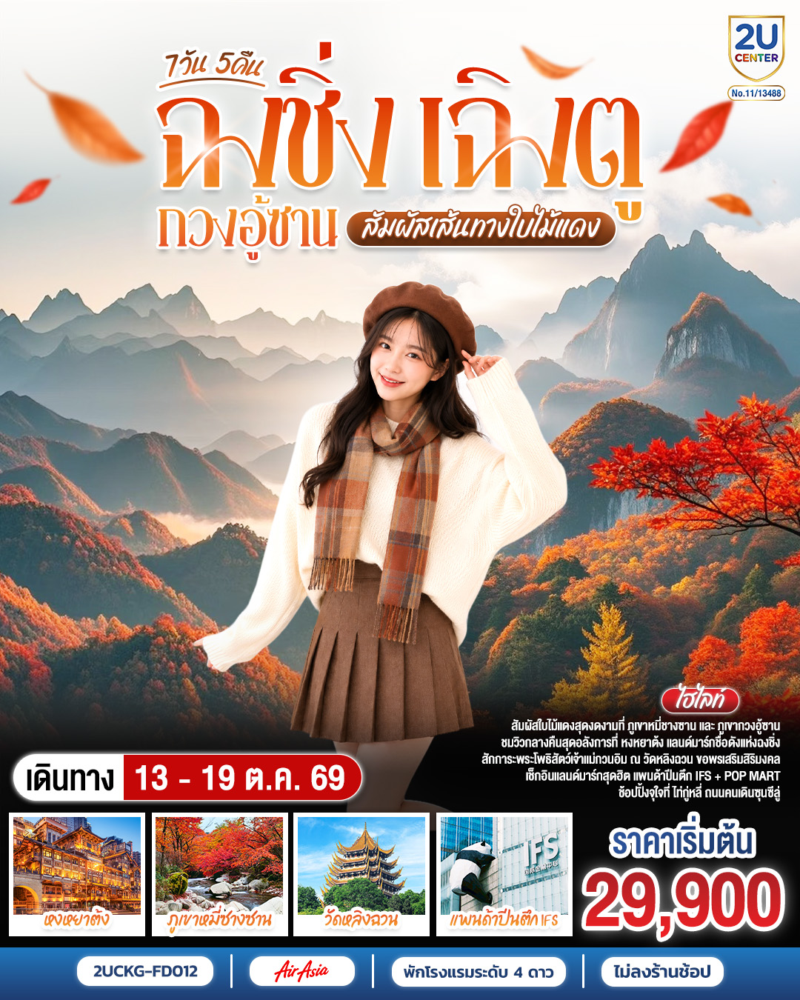 2U
CENTER
No.11/13488
7วัน 5คืน
ฉงชิ่ง เฉิงตู
กวงอู้ซาน
สัมผัสเส้นทางใบไม้แดง
ไฮไลท์
สัมผัสใบไม้แดงสุดงดงามที่ ภูเขาหมี่ชางซาน และ ภูเขากวงอู้ซาน
ชมวิวกลางคืนสุดอลังการที่ หงหยาต้ง แลนด์มาร์กชื่อดังแห่งฉงชิ่ง
สักการะพระโพธิสัตว์เจ้าแม่กวนอิม ณ วัดหลิงฉวน ขอพรเสริมสิริมงคล
เช็กอินแลนด์มาร์กสุดฮิต แพนด้าปีนตึก IFS + POP MART
ช้อปปิ้งจุใจที่ ไท่กู่หลี่ ถนนคนเดินชุนซีลู่
เดินทาง 13 - 19 ต.ค. 69
IFS
หงหยาต้ง
ภูเขาหมี่ซางซาน
วัดหลิงฉวน
แพนด้าปีนตึก IFS
ราคาเริ่มต้น
29,900
2UCKG-FD012
AirAsia
พักโรงแรมระดับ 4 ดาว
ไม่ลงร้านช้อป